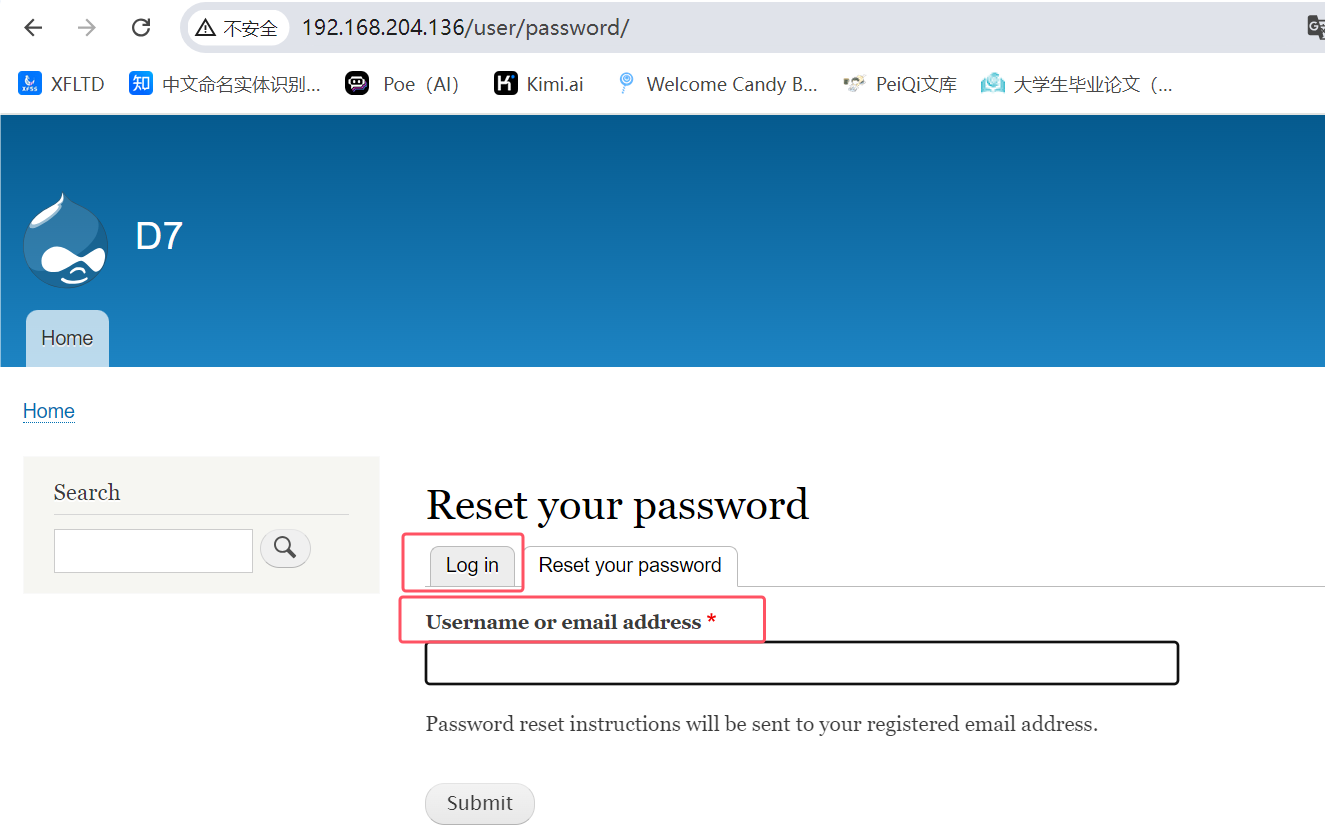 不安全 192.168.204.136/user/password/
XFLTD 中文命名实体识别... Poe（AI） Kimi.ai Welcome Candy B... PeiQi文库 大学生毕业论文（...
D7
Home
Home
Search
Reset your password
Log in Reset your password
Username or email address *
Password reset instructions will be sent to your registered email address.
Submit